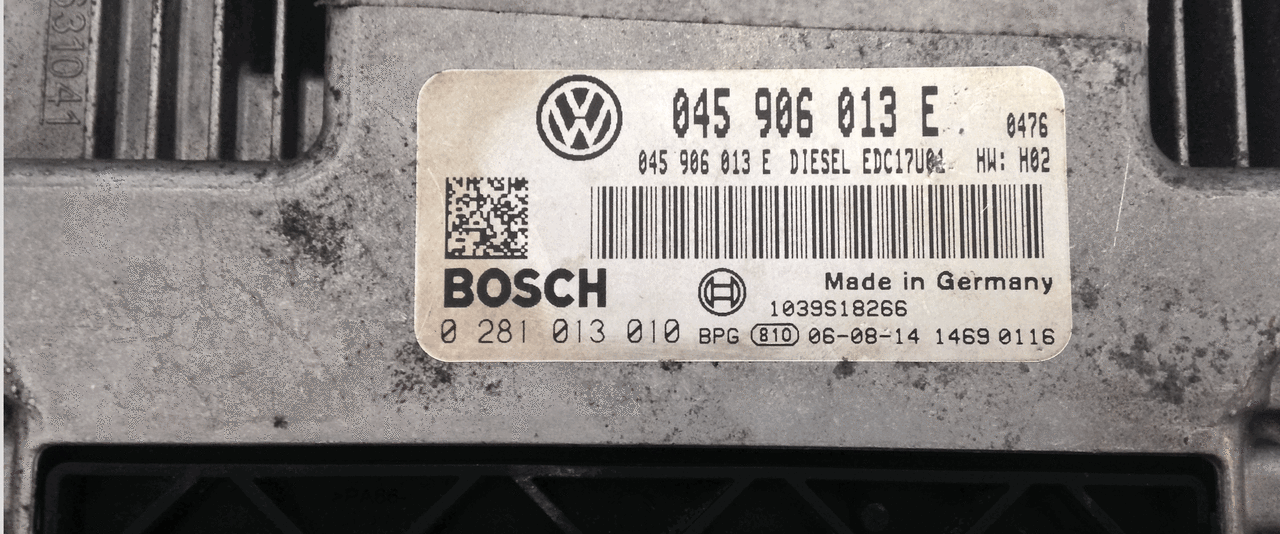 631041
045 906 013 E 0476
045 906 013 E DIESEL EDC17U01 HW: H02
BOSCH
Made in Germany
1039S18266
0 281 013 010 BPG 810 06-08-14 1469 0116